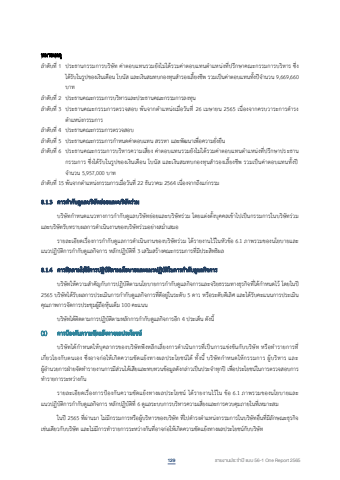 หมายเหตุ
ลำดับที่ 1 ประธานกรรมการบริษัท ค่าตอบแทนรวมยังไม่ได้รวมค่าตอบแทนตำแหน่งที่ปรึกษาคณะกรรมการบริหาร ซึ่ง
ได้รับในรูปของเงินเดือน โบนัส และเงินสมทบกองทุนสำรองเลี้ยงชีพ รวมเป็นค่าตอบแทนทั้งปีจำนวน 9,669,660
บาท
ลำดับที่ 2 ประธานคณะกรรมการบริหารและประธานคณะกรรมการลงทุน
ลำดับที่ 3 ประธานคณะกรรมการตรวจสอบ พ้นจากตำแหน่งเมื่อวันที่ 26 เมษายน 2565 เนื่องจากครบวาระการดำรง
ตำแหน่งกรรมการ
ลำดับที่ 4 ประธานคณะกรรมการตรวจสอบ
ลำดับที่ 5 ประธานคณะกรรมการกำหนดค่าตอบแทน สรรหา และพัฒนาเพื่อความยั่งยืน
ลำดับที่ 6 ประธานคณะกรรมการบริหารความเสี่ยง ค่าตอบแทนรวมยังไม่ได้รวมค่าตอบแทนตำแหน่งที่ปรึกษาประธาน
กรรมการ ซึ่งได้รับในรูปของเงินเดือน โบนัส และเงินสมทบกองทุนสำรองเลี้ยงชีพ รวมเป็นค่าตอบแทนทั้งปี
จำนวน 5,957,000 บาท
ลำดับที่ 15 พ้นจากตำแหน่งกรรมการเมื่อวันที่ 22 ธันวาคม 2564 เนื่องจากถึงแก่กรรม
8.1.3 การกำกับดูแลบริษัทย่อยและบริษัทร่วม
บริษัทกำหนดแนวทางการกำกับดูแลบริษัทย่อยและบริษัทร่วม โดยแต่งตั้งบุคคลเข้าไปเป็นกรรมการในบริษัทร่วม
และบริษัทรับทราบผลการดำเนินงานของบริษัทร่วมอย่างสม่ำเสมอ
รายละเอียดเรื่องการกำกับดูแลการดำเนินงานของบริษัทร่วม ได้รายงานไว้ในหัวข้อ 6.1 ภาพรวมของนโยบายและ
แนวปฏิบัติการกำกับดูแลกิจการ หลักปฏิบัติที่ 3 เสริมสร้างคณะกรรมการที่มีประสิทธิผล
8.1.4 การติดตามให้มีการปฏิบัติตามนโยบายและแนวปฏิบัติในการกำกับดูแลกิจการ
บริษัทให้ความสำคัญกับการปฏิบัติตามนโยบายการกำกับดูแลกิจการและจริยธรรมทางธุรกิจที่ได้กำหนดไว้ โดยในปี
2565 บริษัทได้รับผลการประเมินการกำกับดูแลกิจการที่ดีอยู่ในระดับ 5 ดาว หรือระดับดีเลิศ และได้รับคะแนนการประเมิน
คุณภาพการจัดการประชุมผู้ถือหุ้นเต็ม 100 คะแนน
บริษัทได้ติดตามการปฏิบัติตามหลักการกำกับดูแลกิจการอีก 4 ประเด็น ดังนี้
(1) การป้องกันความขัดแย้งทางผลประโยชน์
บริษัทได้กำหนดให้บุคลากรของบริษัทพึงหลีกเลี่ยงการดำเนินการที่เป็นการแข่งขันกับบริษัท หรือทำรายการที่
เกี่ยวโยงกับตนเอง ที่อาจก่อให้เกิดความขัดแย้งทางผลประโยชน์ได้ ทั้งนี้ บริษัทกำหนดให้กรรมการ ผู้บริหาร และ
ผู้อำนวยการฝ่ายจัดทำรายงานการมีส่วนได้เสียและทบทวนข้อมูลดังกล่าวเป็นประจำทุกปี เพื่อประโยชน์ในการตรวจสอบการ
ทำรายการระหว่างกัน
รายละเอียดเรื่องการป้องกันความขัดแย้งทางผลประโยชน์ ได้รายงานไว้ใน ข้อ 6.1 ภาพรวมของนโยบายและ
แนวปฏิบัติการกำกับดูแลกิจการ หลักปฏิบัติที่ 6 ดูแลระบบการบริหารความเสี่ยงและการควบคุมภายในที่เหมาะสม
ในปี 2565 ที่ผ่านมา ไม่มีกรรมการหรือผู้บริหารของบริษัท ที่ไปดำรงตำแหน่งกรรมการในบริษัทอื่นที่มีลักษณะธุรกิจ
เช่นเดียวกับบริษัท และไม่มีการทำรายการระหว่างกันที่อาจก่อให้เกิดความขัดแย้งทางผลประโยชน์กับบริษัท
129 รายงานประจำปี แบบ 56-1 One Report 2565